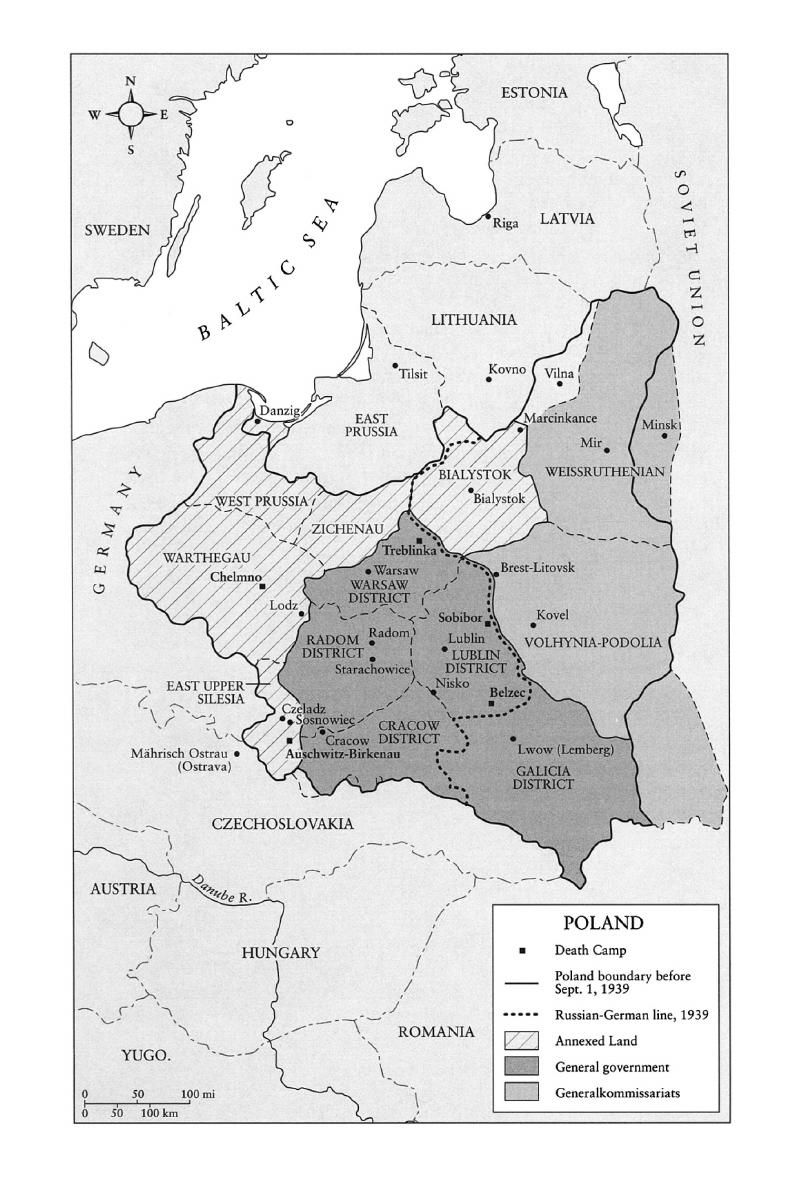 N
W E
S
ESTONIA
SOVIET UNION
SWEDEN
Riga
LATVIA
BALTIC SEA
LITHUANIA
Tilsit
Kovno
Vilna
Danzig
EAST
PRUSSIA
Marcinkance
Minsk
Mir
GERMANY
WEST PRUSSIA
BIALYSTOK
Bialystok
WEISSRUTHENIAN
ZICHENAU
WARTHEGAU
Chelmno
Treblinka
Warsaw
WARSAW
DISTRICT
Brest-Litovsk
Lodz
Sobibor
Kovel
RADOM
DISTRICT
Radom
Starachowice
Lublin
LUBLIN
DISTRICT
VOLHYNIA-PODOLIA
EAST UPPER
SILESIA
Nisko
Belzec
Czeladz
Sosnowiec
Cracow
CRACOW
DISTRICT
Auschwitz-Birkenau
Mährisch Ostrau
(Ostrava)
Lwow (Lemberg)
GALICIA
DISTRICT
CZECHOSLOVAKIA
AUSTRIA
Danube R.
HUNGARY
ROMANIA
YUGO.
0 50 100 mi
0 50 100 km
POLAND
Death Camp
Poland boundary before
Sept. 1, 1939
Russian-German line, 1939
Annexed Land
General government
Generalkommissariats